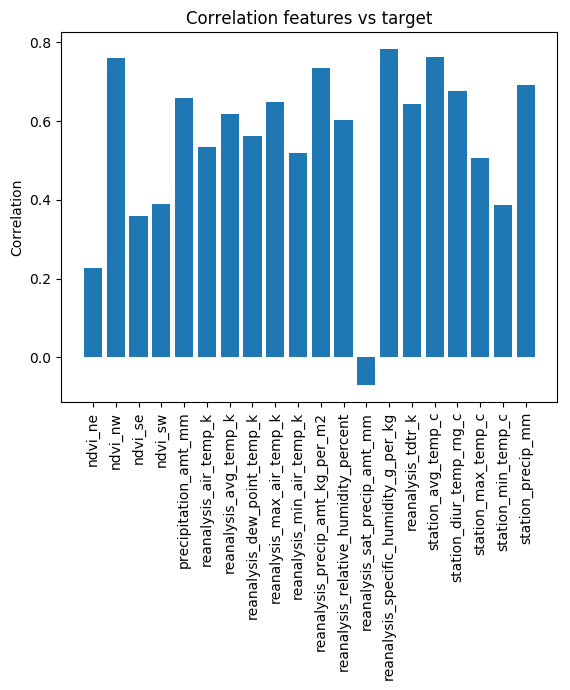 Correlation features vs target
Correlation
0.8
0.6
0.4
0.2
0.0
ndvi_ne
ndvi_nw
ndvi_se
ndvi_sw
precipitation_amt_mm
reanalysis_air_temp_k
reanalysis_avg_temp_k
reanalysis_dew_point_temp_k
reanalysis_max_air_temp_k
reanalysis_min_air_temp_k
reanalysis_precip_amt_kg_per_m2
reanalysis_relative_humidity_percent
reanalysis_sat_precip_amt_mm
reanalysis_specific_humidity_g_per_kg
reanalysis_tdtr_k
station_avg_temp_c
station_diur_temp_rng_c
station_max_temp_c
station_min_temp_c
station_precip_mm